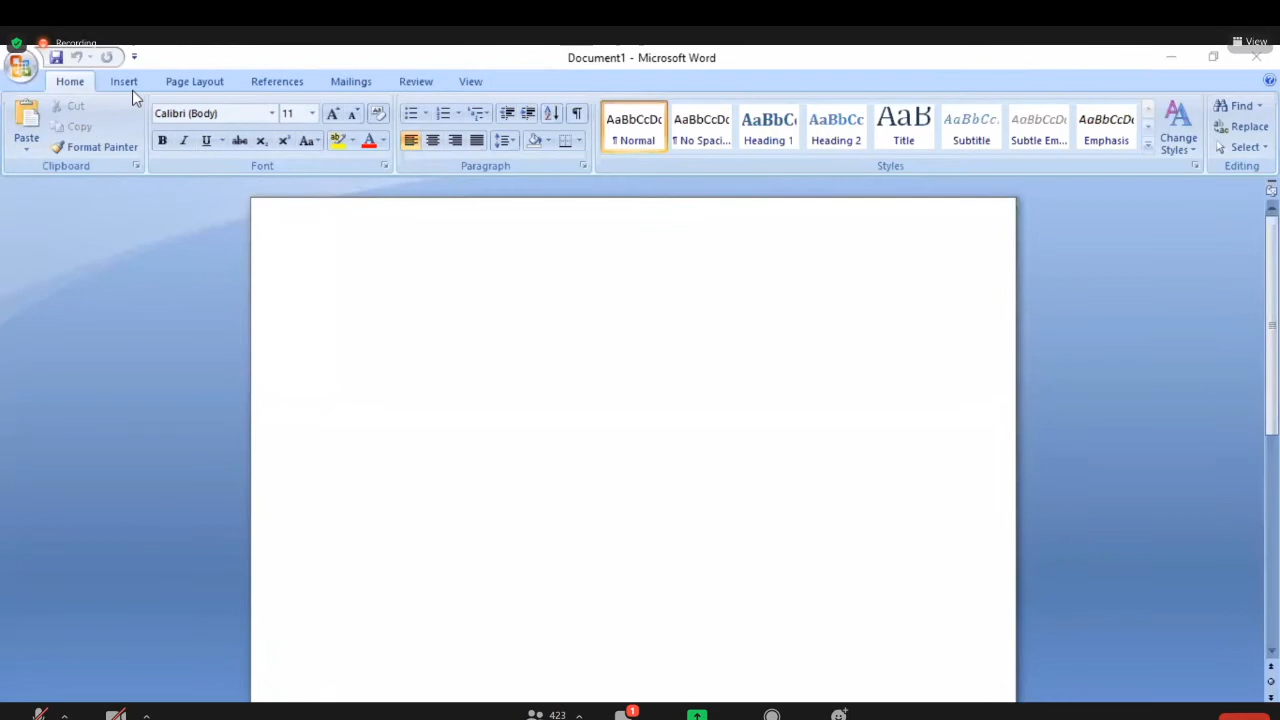 Recording
View
Document1 - Microsoft Word
Home Insert Page Layout References Mailings Review View
Paste
Cut
Copy
Format Painter
Clipboard
Calibri (Body) 11
Font
Paragraph
AaBbCcDc AaBbCcDc AaBbCc AaBbCc AaB AaBbCc. AaBbCcDc AaBbCcDc
¶ Normal ¶ No Spaci... Heading 1 Heading 2 Title Subtitle Subtle Em... Emphasis
Change
Styles
Styles
Find
Replace
Select
Editing
423
1